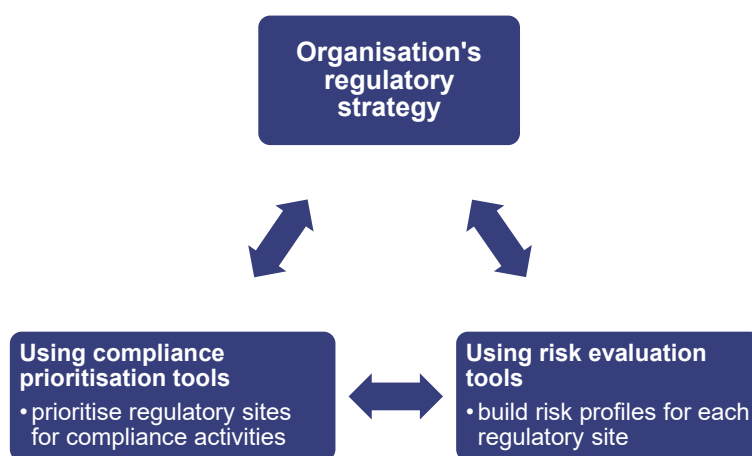 Organisation's
regulatory
strategy
Using compliance
prioritisation tools
• prioritise regulatory sites
for compliance activities
Using risk evaluation
tools
• build risk profiles for each
regulatory site